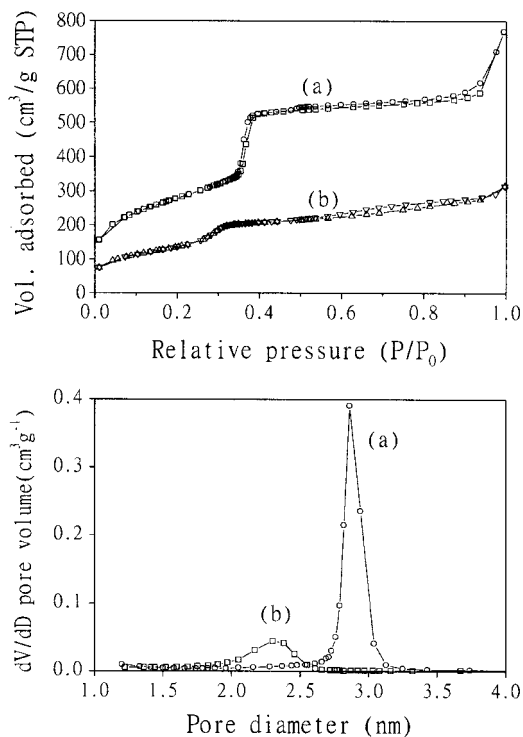 Vol. adsorbed (cm³/g STP)
800
700
600
500
400
300
200
100
0
(a)
(b)
0.0 0.2 0.4 0.6 0.8 1.0
Relative pressure (P/P₀)
dV/dD pore volume(cm³g⁻¹)
0.4
0.3
0.2
0.1
0.0
(a)
(b)
1.0 1.5 2.0 2.5 3.0 3.5 4.0
Pore diameter (nm)